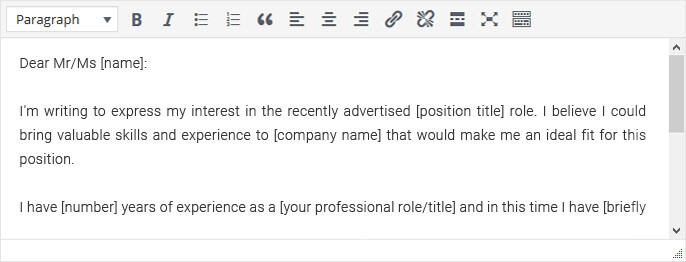 Paragraph
Dear Mr/Ms [name]:
I'm writing to express my interest in the recently advertised [position title] role. I believe I could
bring valuable skills and experience to [company name] that would make me an ideal fit for this
position.
I have [number] years of experience as a [your professional role/title] and in this time I have [briefly